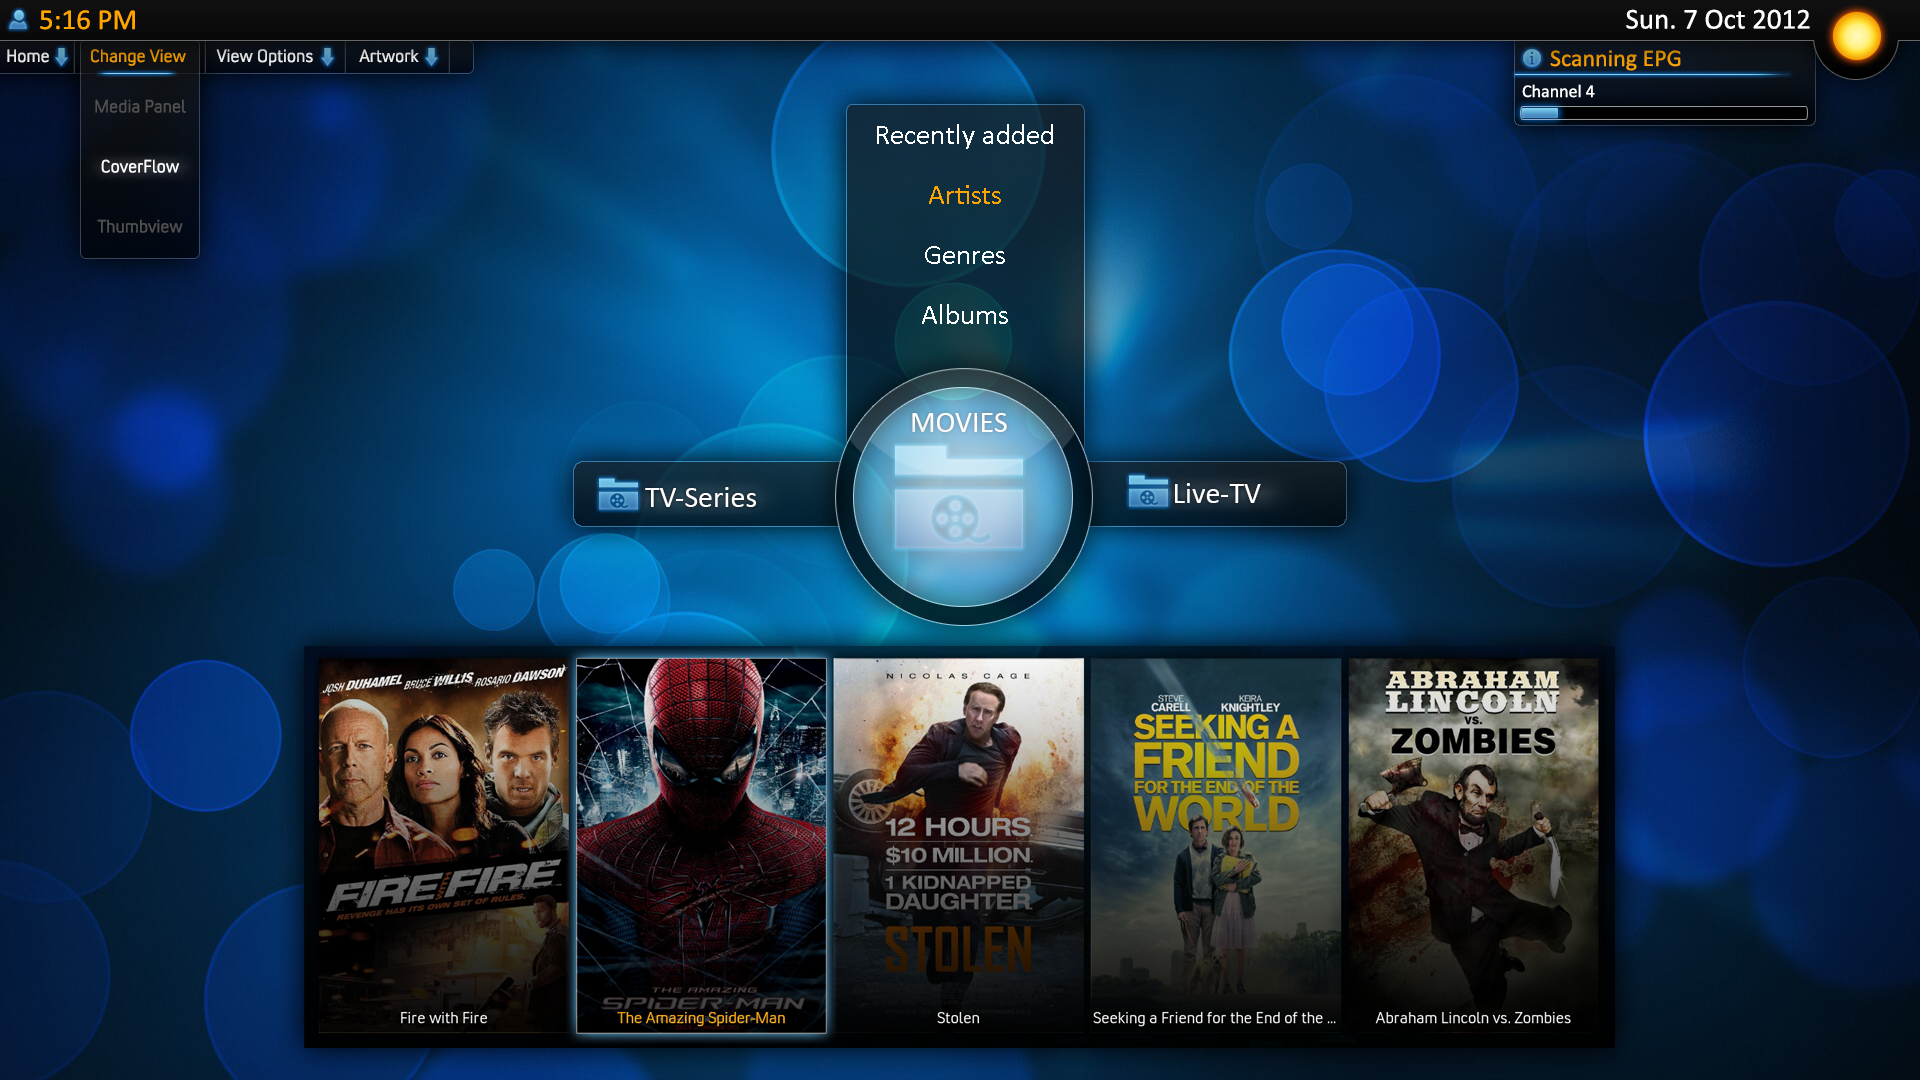 5:16 PM
Sun. 7 Oct 2012
Home
Change View
View Options
Artwork
Media Panel
CoverFlow
Thumbview
Scanning EPG
Channel 4
Recently added
Artists
Genres
Albums
MOVIES
TV-Series
Live-TV
JOSH DUHAMEL BRUCE WILLIS ROSARIO DAWSON
FIRE WITH FIRE
REVENGE HAS ITS OWN SET OF RULES.
Fire with Fire
THE AMAZING
SPIDER-MAN
The Amazing Spider-Man
NICOLAS CAGE
12 HOURS
$10 MILLION
1 KIDNAPPED
DAUGHTER
STOLEN
Stolen
STEVE CARELL
KEIRA KNIGHTLEY
SEEKING A
FRIEND
FOR THE END OF THE
WORLD
Seeking a Friend for the End of the ...
ABRAHAM
LINCOLN
VS.
ZOMBIES
Abraham Lincoln vs. Zombies